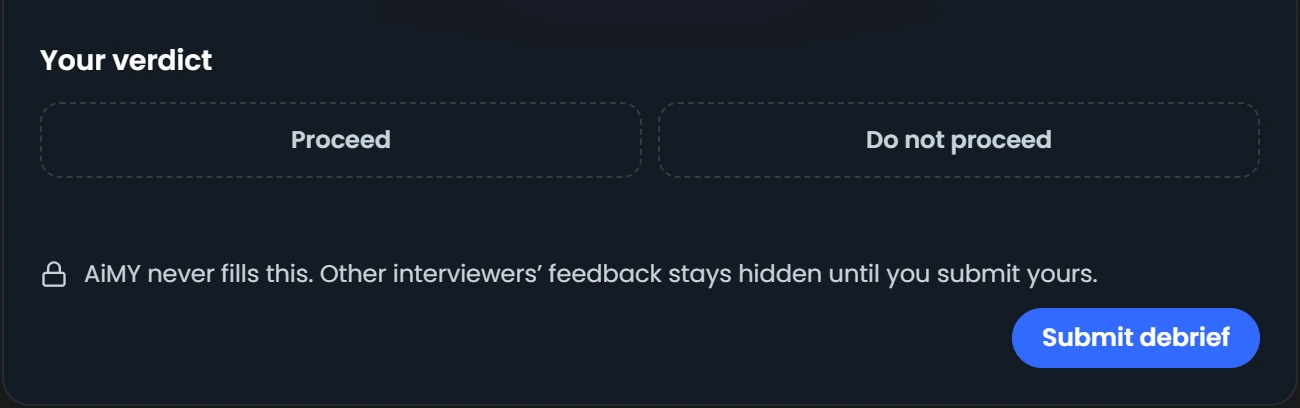 Your verdict
Proceed
Do not proceed
AiMY never fills this. Other interviewers’ feedback stays hidden until you submit yours.
Submit debrief